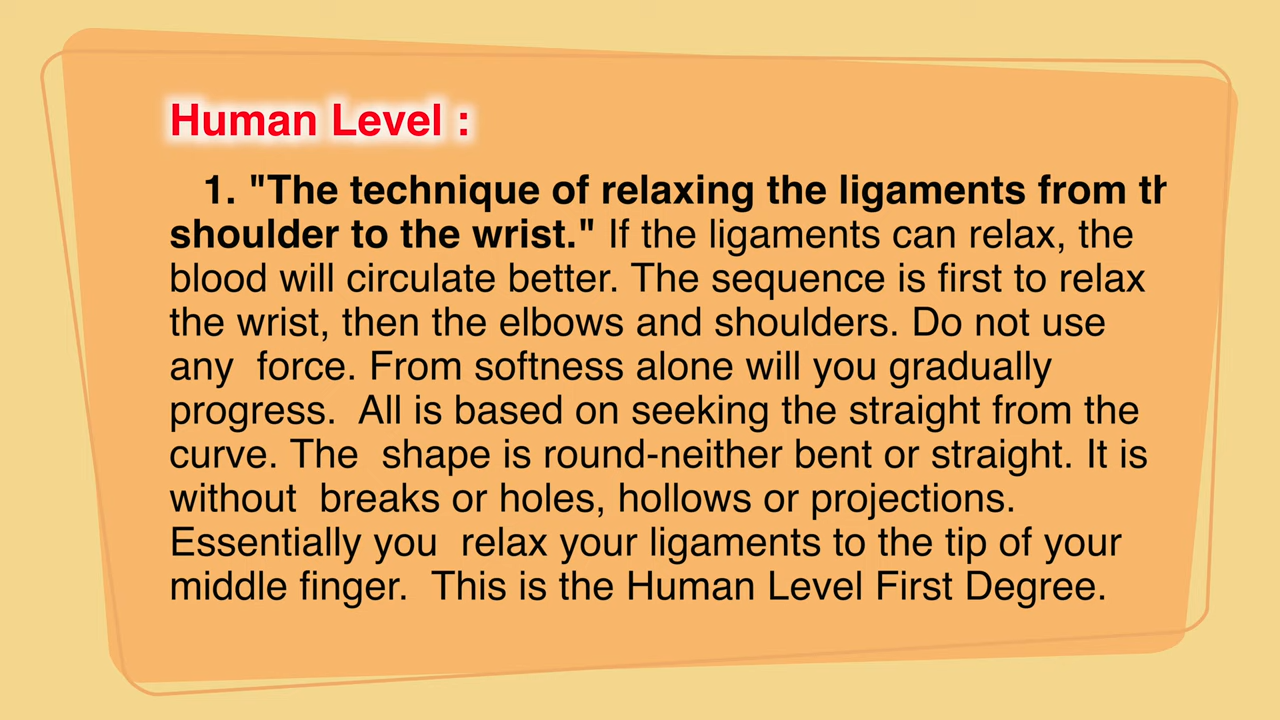 Human Level :
1. "The technique of relaxing the ligaments from th
shoulder to the wrist." If the ligaments can relax, the
blood will circulate better. The sequence is first to relax
the wrist, then the elbows and shoulders. Do not use
any  force. From softness alone will you gradually
progress.  All is based on seeking the straight from the
curve. The  shape is round-neither bent or straight. It is
without  breaks or holes, hollows or projections.
Essentially you  relax your ligaments to the tip of your
middle finger.  This is the Human Level First Degree.